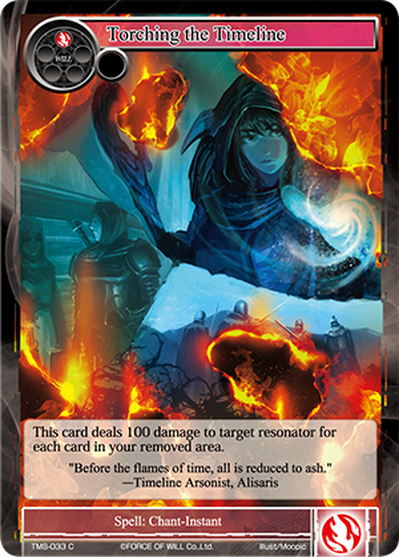 Torching the Timeline
WILL
This card deals 100 damage to target resonator for
each card in your removed area.
"Before the flames of time, all is reduced to ash."
—Timeline Arsonist, Alisaris
Spell: Chant-Instant
TMS-033 C ©FORCE OF WILL Co.,Ltd. Illust/Moopic